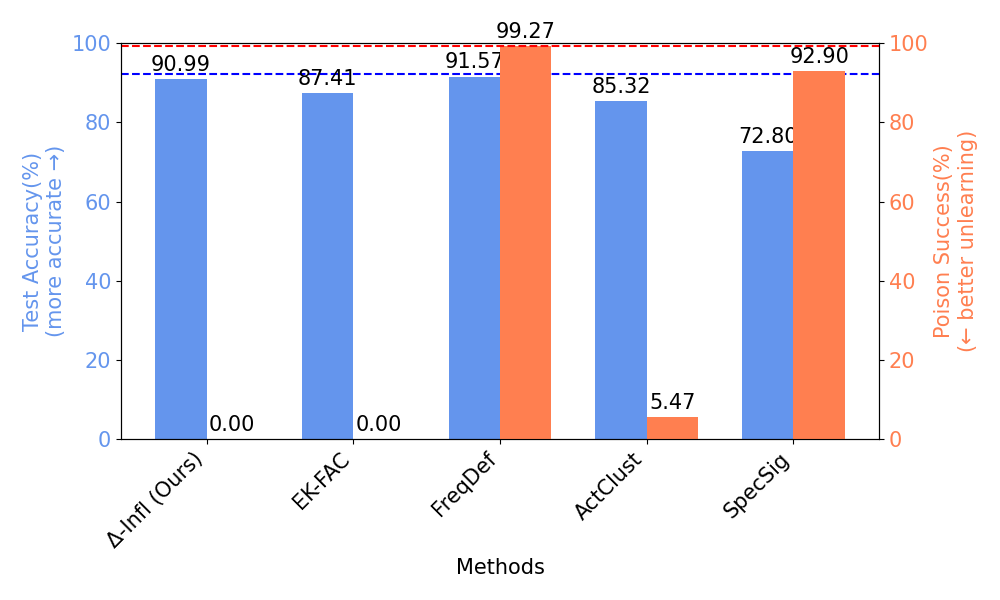 99.27
100
100
90.99
87.41
91.57
85.32
72.80
92.90
80
80
60
60
40
40
20
20
0
0
0.00
0.00
5.47
Test Accuracy(%)
(more accurate →)
Poison Success(%)
(← better unlearning)
Δ-Infl (Ours)
EK-FAC
FreqDef
ActClust
SpecSig
Methods